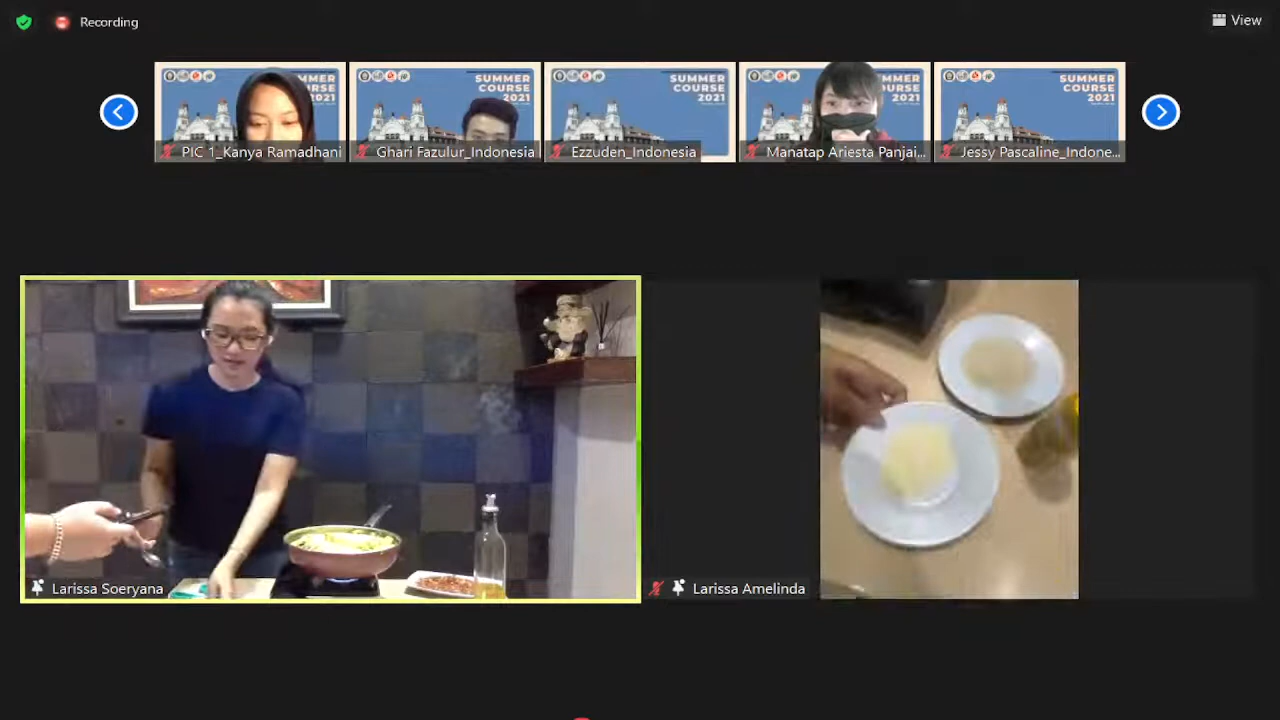 Recording
View
SUMMER
COURSE
2021
PIC 1_Kanya Ramadhani
SUMMER
COURSE
2021
Ghari Fazulur_Indonesia
SUMMER
COURSE
2021
Ezzuden_Indonesia
SUMMER
COURSE
2021
Manatap Ariesta Panjai...
SUMMER
COURSE
2021
Jessy Pascaline_Indone...
Larissa Soeryana
Larissa Amelinda